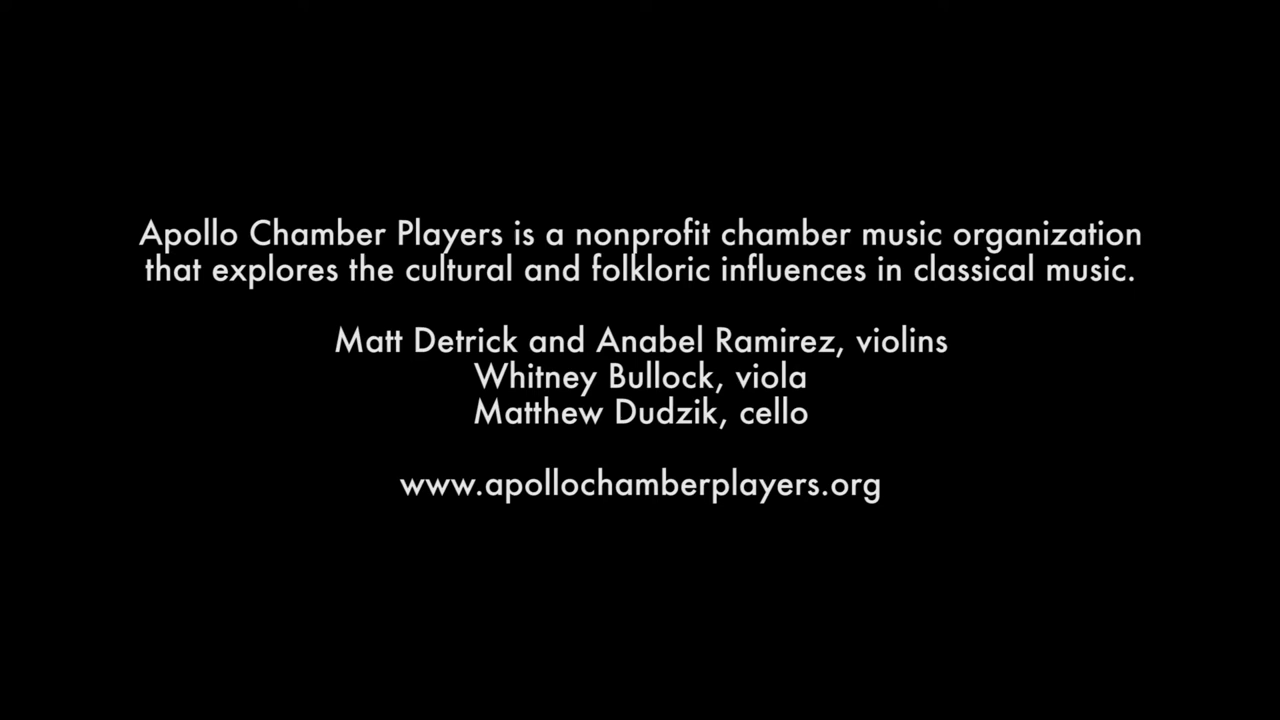 Apollo Chamber Players is a nonprofit chamber music organization
that explores the cultural and folkloric influences in classical music.
Matt Detrick and Anabel Ramirez, violins
Whitney Bullock, viola
Matthew Dudzik, cello
www.apollochamberplayers.org